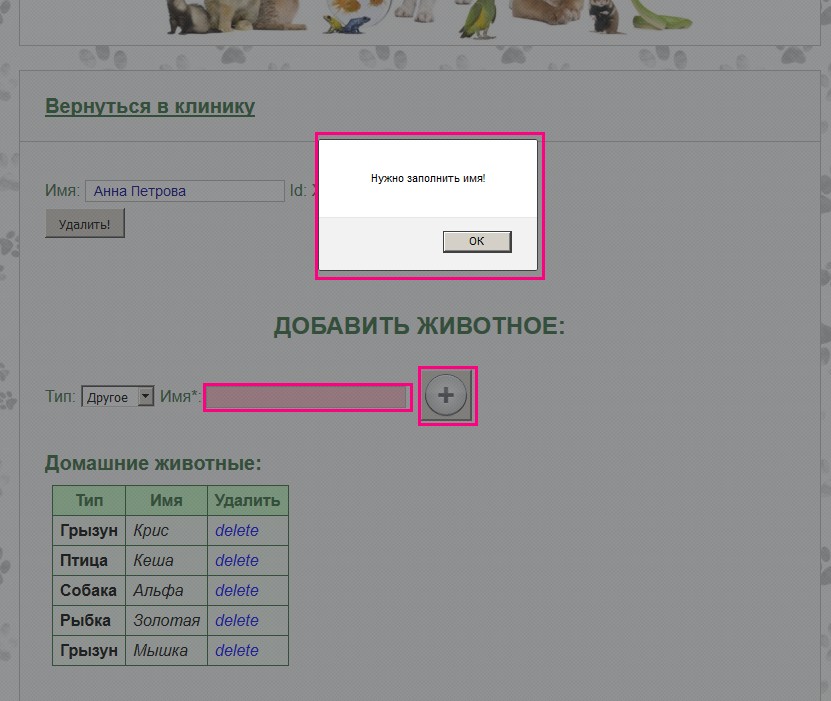 Вернуться в клинику
Нужно заполнить имя!
OK
Имя: Анна Петрова Id:
Удалить!
ДОБАВИТЬ ЖИВОТНОЕ:
Тип: Другое Имя*:
Домашние животные:
Тип Имя Удалить
Грызун Крис delete
Птица Кеша delete
Собака Альфа delete
Рыбка Золотая delete
Грызун Мышка delete